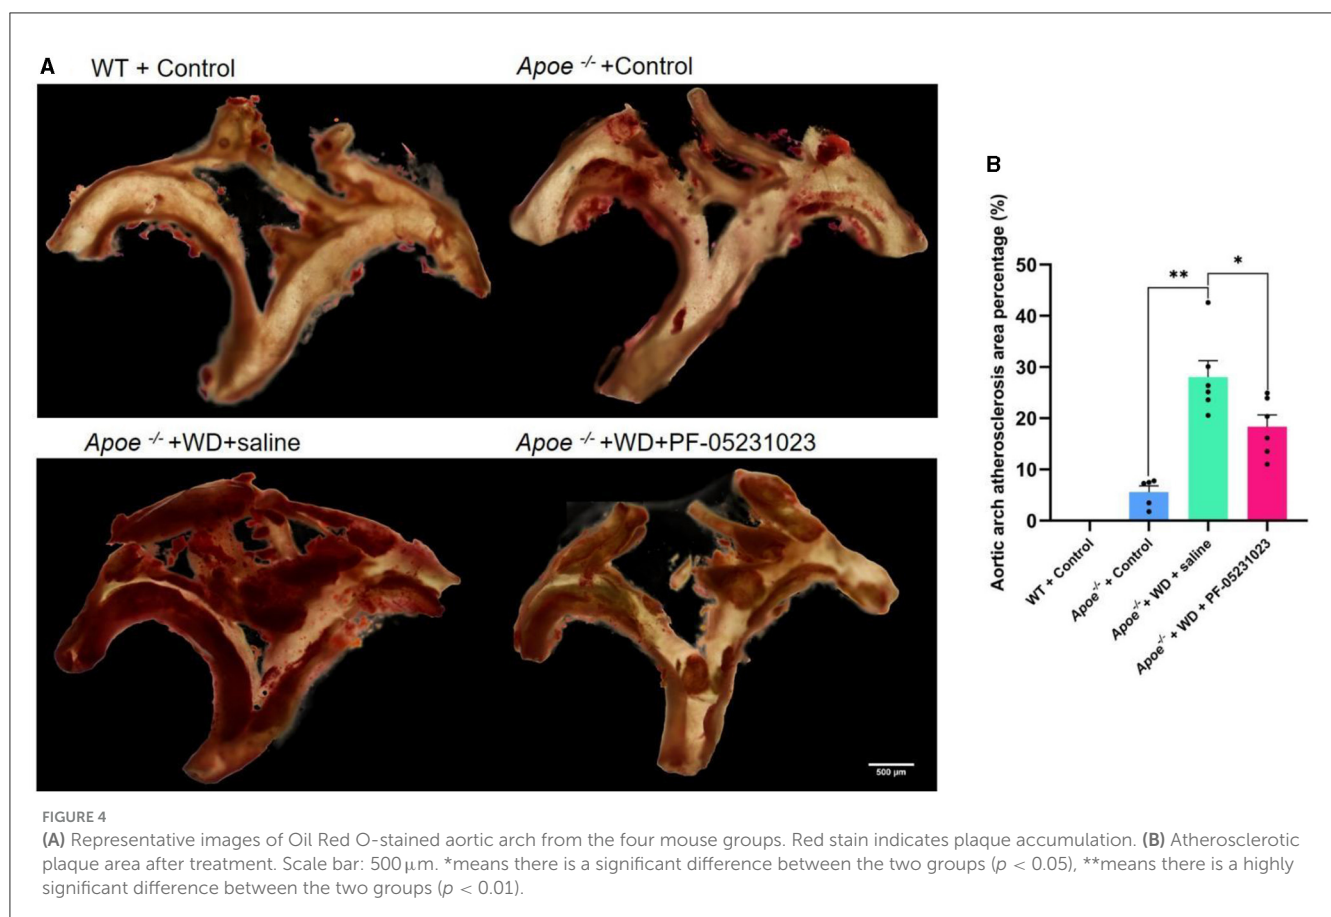 A
WT + Control
Apoe -/- +Control
Apoe -/- +WD+saline
Apoe -/- +WD+PF-05231023
500 µm
B
Aortic arch atherosclerosis area percentage (%)
50
40
30
20
10
0
**
*
WT + Control
Apoe-/- + Control
Apoe-/- + WD + saline
Apoe-/- + WD + PF-05231023
FIGURE 4
(A) Representative images of Oil Red O-stained aortic arch from the four mouse groups. Red stain indicates plaque accumulation. (B) Atherosclerotic
plaque area after treatment. Scale bar: 500 µm. *means there is a significant difference between the two groups (p < 0.05), **means there is a highly
significant difference between the two groups (p < 0.01).